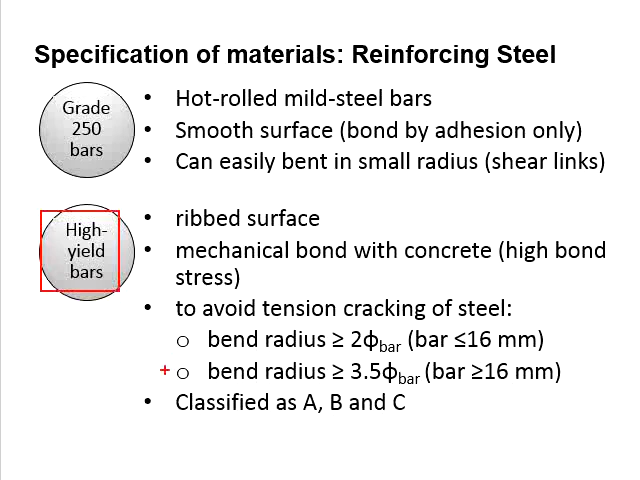 Specification of materials: Reinforcing Steel
Grade
250
bars
• Hot-rolled mild-steel bars
• Smooth surface (bond by adhesion only)
• Can easily bent in small radius (shear links)
High-
yield
bars
• ribbed surface
• mechanical bond with concrete (high bond
stress)
• to avoid tension cracking of steel:
o bend radius ≥ 2ϕbar (bar ≤16 mm)
+ o bend radius ≥ 3.5ϕbar (bar ≥16 mm)
• Classified as A, B and C